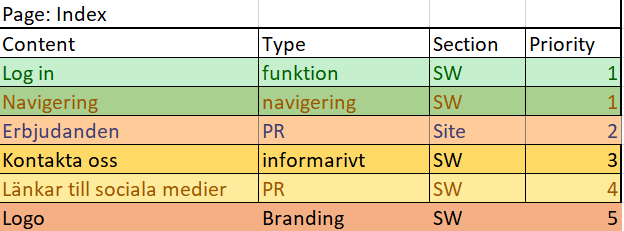 Page: Index
Content Type Section Priority
Log in funktion SW 1
Navigering navigering SW 1
Erbjudanden PR Site 2
Kontakta oss informarivt SW 3
Länkar till sociala medier PR SW 4
Logo Branding SW 5